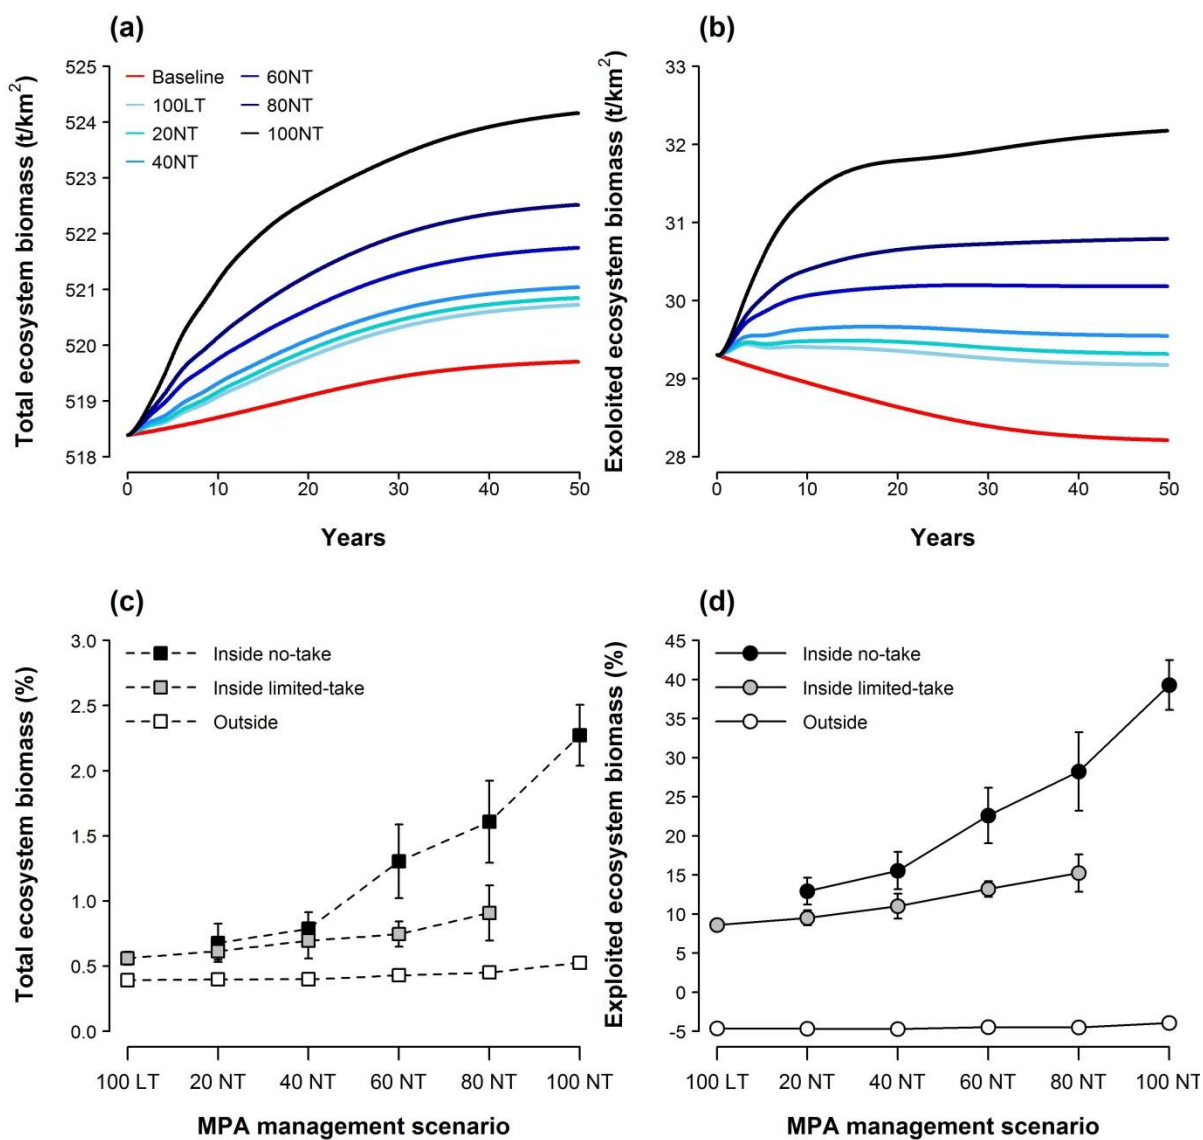 (a)
Total ecosystem biomass (t/km²)
525
524
523
522
521
520
519
518
Baseline
100LT
20NT
40NT
60NT
80NT
100NT
0 10 20 30 40 50
Years
(b)
Exoloited ecosystem biomass (t/km²)
33
32
31
30
29
28
0 10 20 30 40 50
Years
(c)
Total ecosystem biomass (%)
3.0
2.5
2.0
1.5
1.0
0.5
0.0
Inside no-take
Inside limited-take
Outside
100 LT 20 NT 40 NT 60 NT 80 NT 100 NT
MPA management scenario
(d)
Exploited ecosystem biomass (%)
45
40
35
30
25
20
15
10
5
0
-5
Inside no-take
Inside limited-take
Outside
100 LT 20 NT 40 NT 60 NT 80 NT 100 NT
MPA management scenario